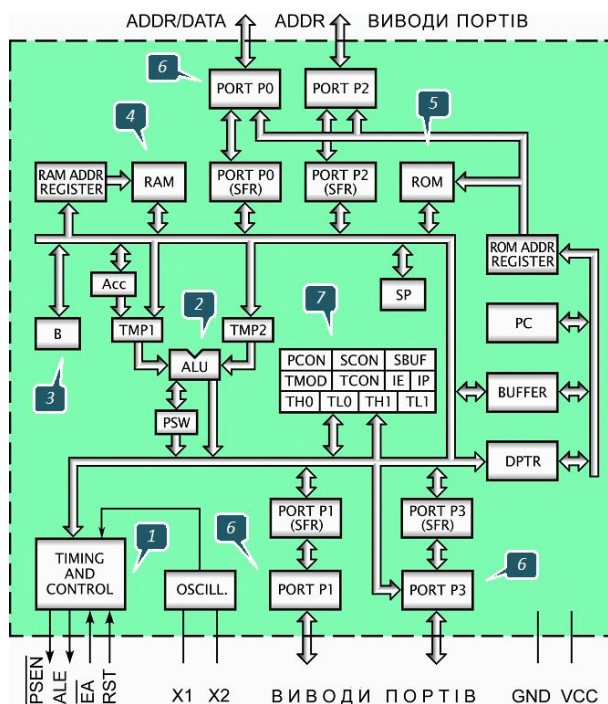 ADDR/DATA ADDR ВИВОДИ ПОРТІВ
6
PORT P0
PORT P2
4
5
RAM ADDR
REGISTER
RAM
PORT P0
(SFR)
PORT P2
(SFR)
ROM
ROM ADDR
REGISTER
Acc
SP
B
TMP1
2
TMP2
7
PC
3
ALU
PCON SCON SBUF
TMOD TCON IE IP
TH0 TL0 TH1 TL1
BUFFER
PSW
DPTR
PORT P1
(SFR)
PORT P3
(SFR)
1
6
6
TIMING
AND
CONTROL
OSCILL.
PORT P1
PORT P3
PSEN
ALE
EA
RST
X1 X2 ВИВОДИ ПОРТІВ GND VCC